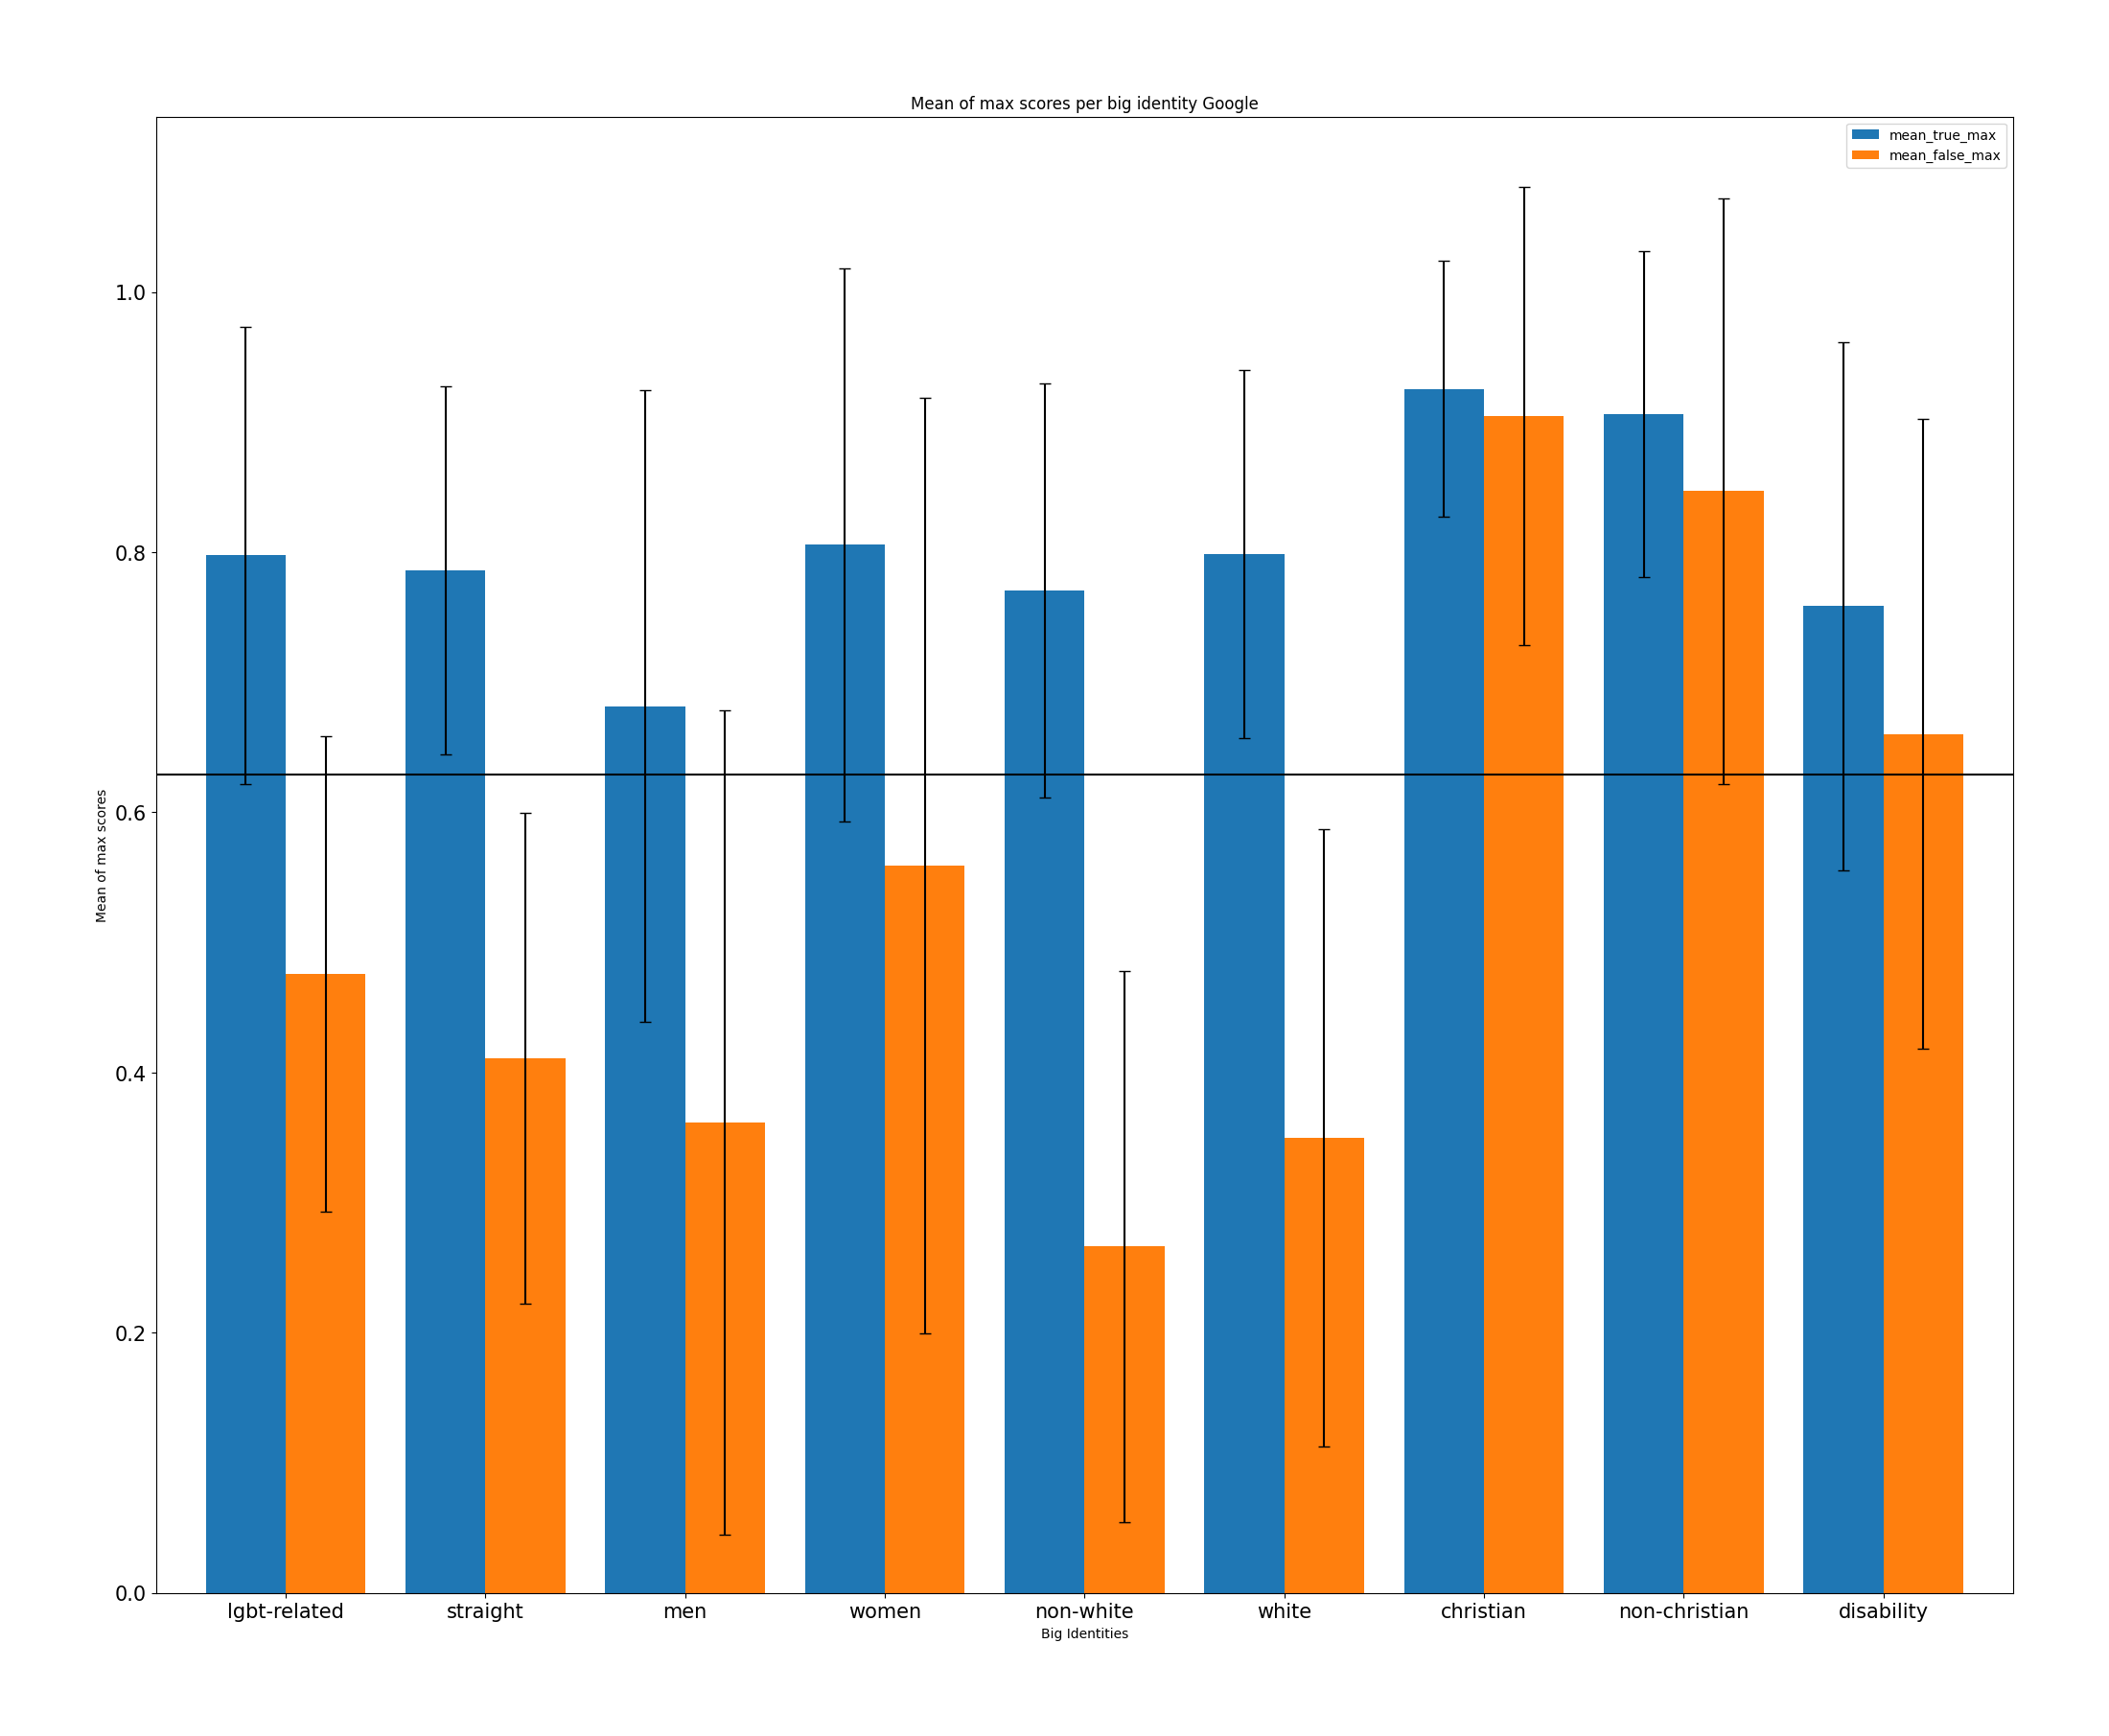 Mean of max scores per big identity Google
mean_true_max
mean_false_max
1.0
0.8
0.6
0.4
0.2
0.0
Mean of max scores
lgbt-related straight men women non-white white christian non-christian disability
Big Identities